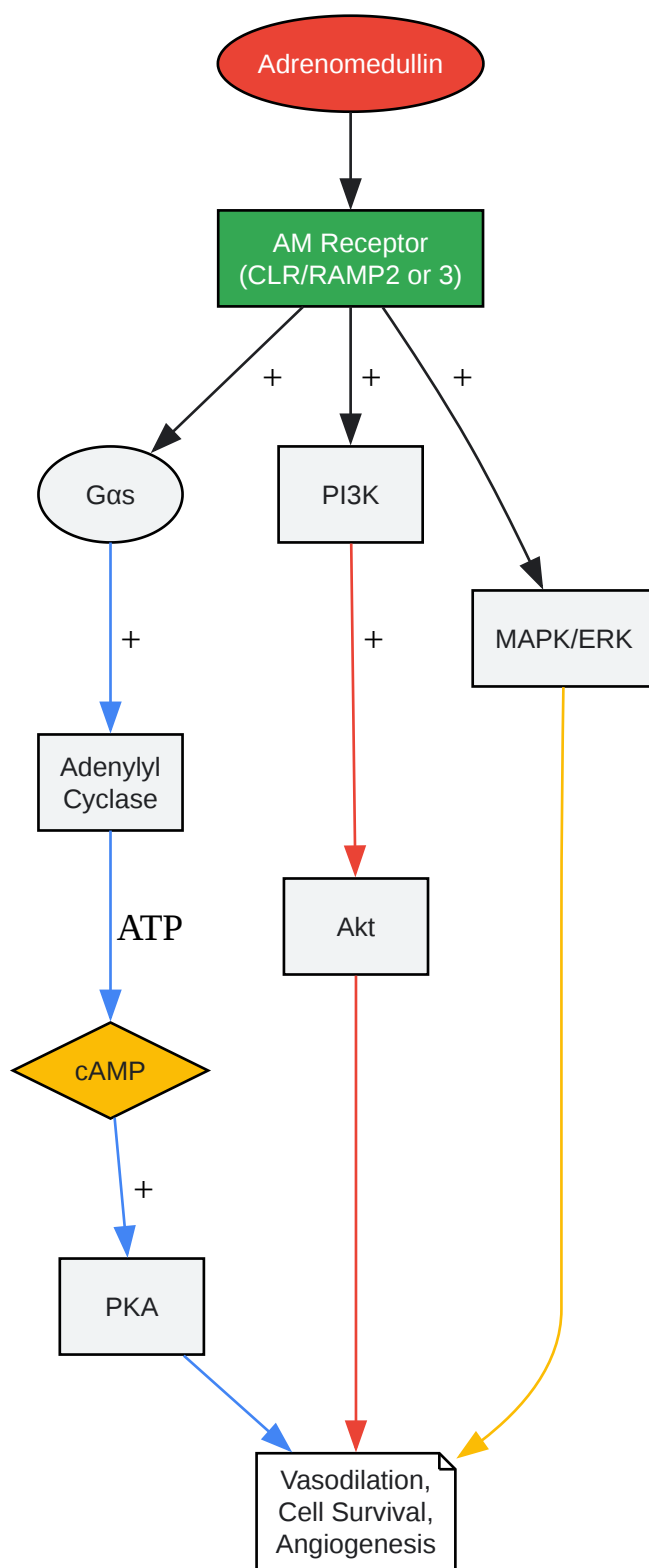 Adrenomedullin
AM Receptor
(CLR/RAMP2 or 3)
+ + +
Gαs
PI3K
MAPK/ERK
+ +
Adenylyl
Cyclase
Akt
ATP
cAMP
+
PKA
Vasodilation,
Cell Survival,
Angiogenesis